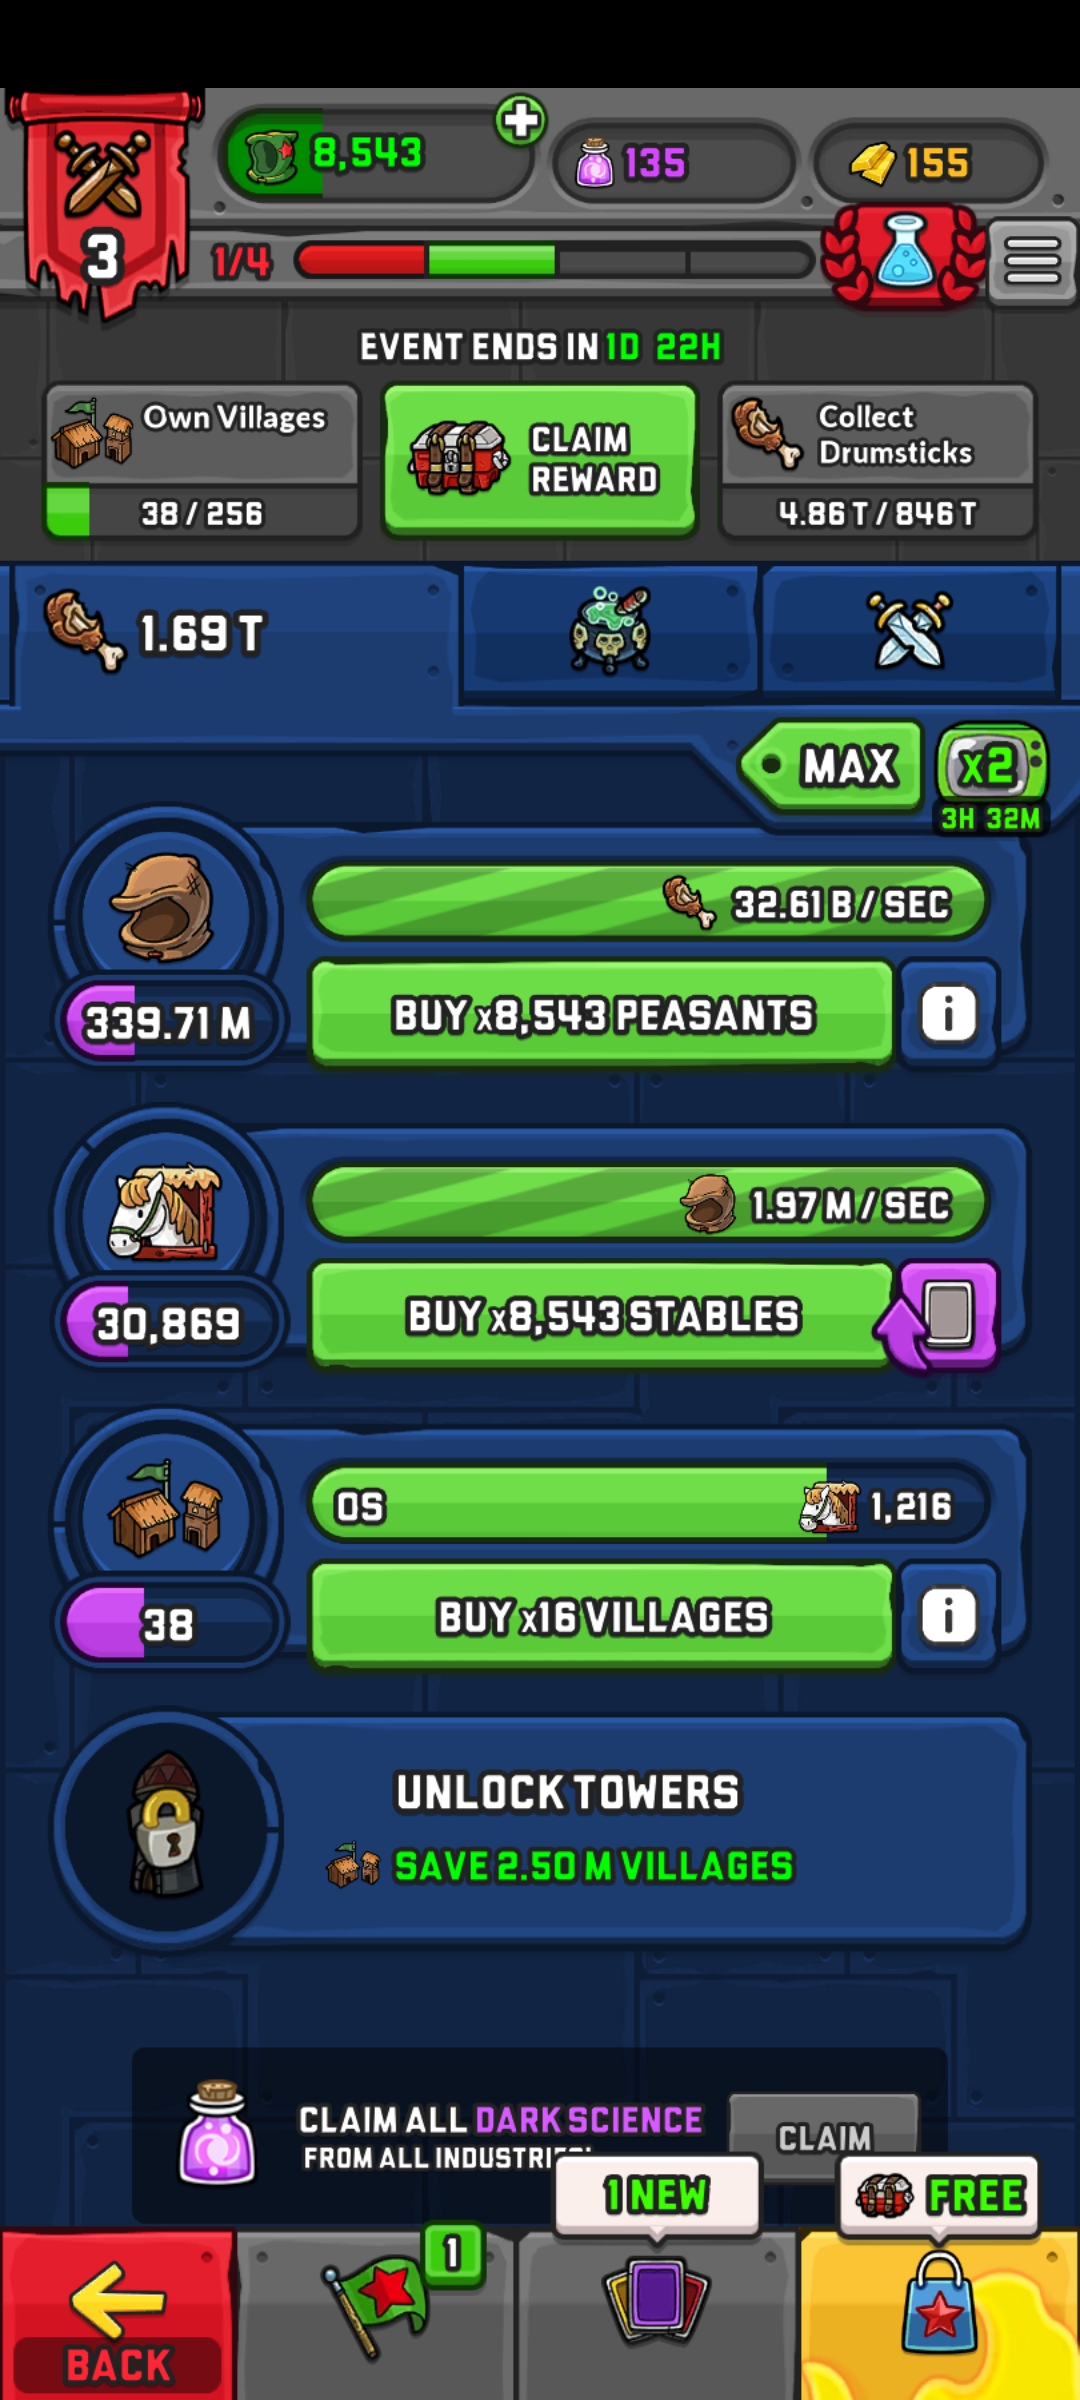 8,543
135
155
3
1/4
EVENT ENDS IN 1D 22H
Own Villages
38 / 256
CLAIM
REWARD
Collect
Drumsticks
4.86 T / 846 T
1.69 T
MAX
x2
3H 32M
32.61 B / SEC
339.71 M
BUY x8,543 PEASANTS
i
1.97 M / SEC
30,869
BUY x8,543 STABLES
0S
1,216
38
BUY x16 VILLAGES
i
UNLOCK TOWERS
SAVE 2.50 M VILLAGES
CLAIM ALL DARK SCIENCE
FROM ALL INDUSTRIES!
CLAIM
1 NEW
FREE
1
BACK